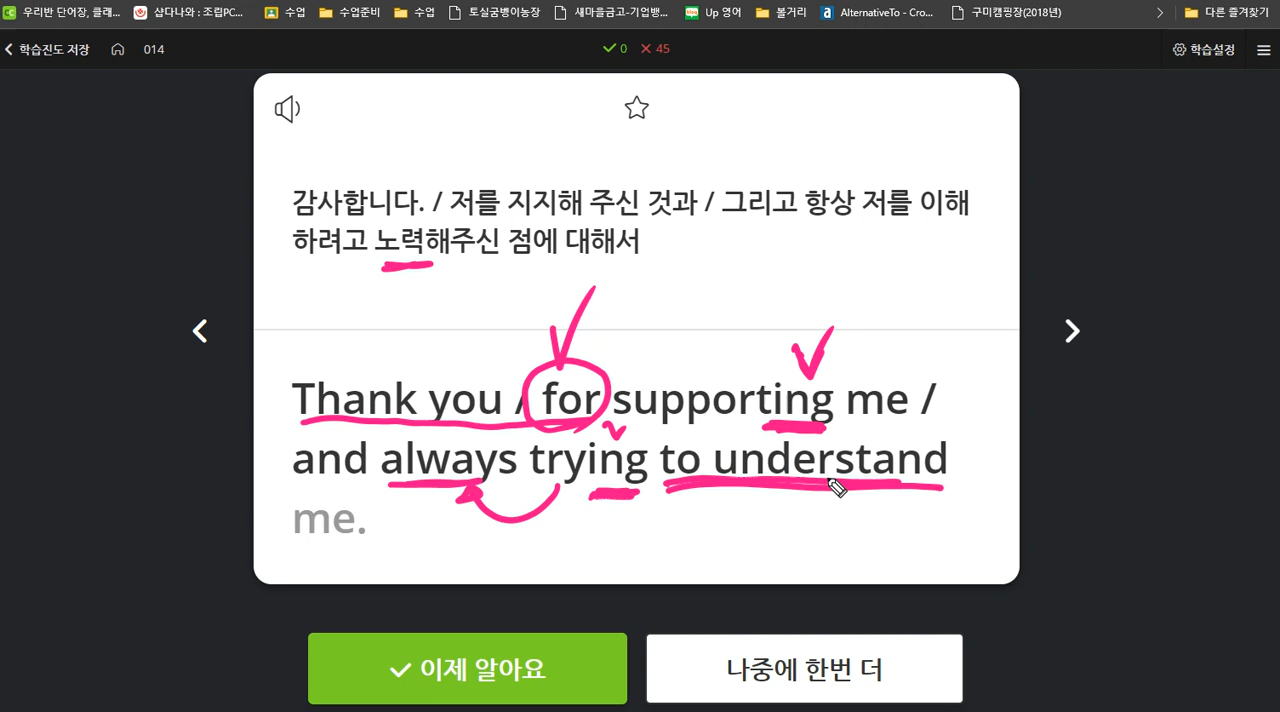 우리반 단어장, 클래... 샵다나와 : 조립PC... 수업 수업준비 수업 토실굼벵이농장 새마을금고-기업뱅... Up 영어 볼거리 AlternativeTo - Cro... 구미캠핑장(2018년) 다른 즐겨찾기
학습진도 저장 014 0 45 학습설정
감사합니다. / 저를 지지해 주신 것과 / 그리고 항상 저를 이해
하려고 노력해주신 점에 대해서
Thank you / for supporting me /
and always trying to understand
me.
이제 알아요 나중에 한번 더